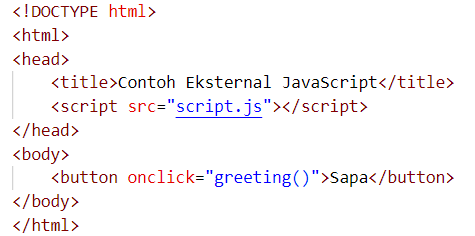 <!DOCTYPE html>
<html>
<head>
    <title>Contoh Eksternal JavaScript</title>
    <script src="script.js"></script>
</head>
<body>
    <button onclick="greeting()">Sapa</button>
</body>
</html>